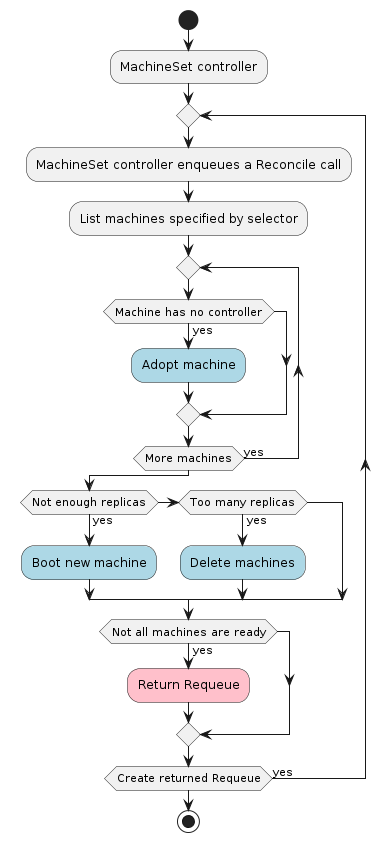 MachineSet controller
MachineSet controller enqueues a Reconcile call
List machines specified by selector
Machine has no controller
yes
Adopt machine
More machines
yes
Not enough replicas
yes
Boot new machine
Too many replicas
yes
Delete machines
Not all machines are ready
yes
Return Requeue
Create returned Requeue
yes